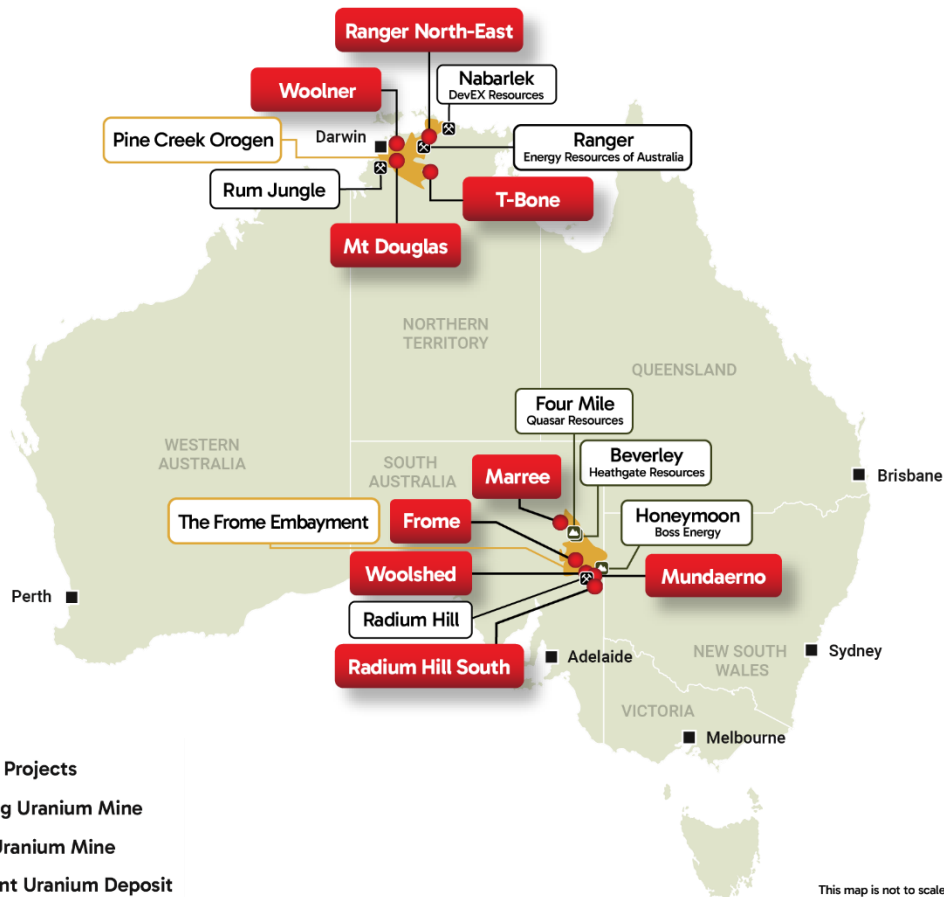 Ranger North-East
Nabarlek
DevEX Resources
Woolner
Pine Creek Orogen
Darwin
Ranger
Energy Resources of Australia
Rum Jungle
T-Bone
Mt Douglas
NORTHERN
TERRITORY
QUEENSLAND
Four Mile
Quasar Resources
WESTERN
AUSTRALIA
SOUTH
AUSTRALIA
Beverley
Heathgate Resources
Marree
Brisbane
The Frome Embayment
Frome
Honeymoon
Boss Energy
Woolshed
Mundaerno
Perth
Radium Hill
Radium Hill South
Adelaide
NEW SOUTH
WALES
Sydney
VICTORIA
Melbourne
Projects
g Uranium Mine
Uranium Mine
nt Uranium Deposit
This map is not to scale